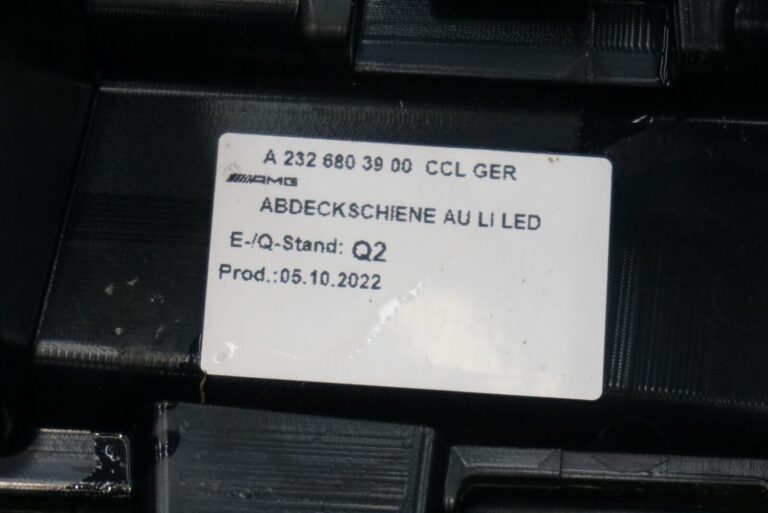 A 232 680 39 00 CCL GER
AMG
ABDECKSCHIENE AU LI LED
E-/Q-Stand: Q2
Prod.:05.10.2022